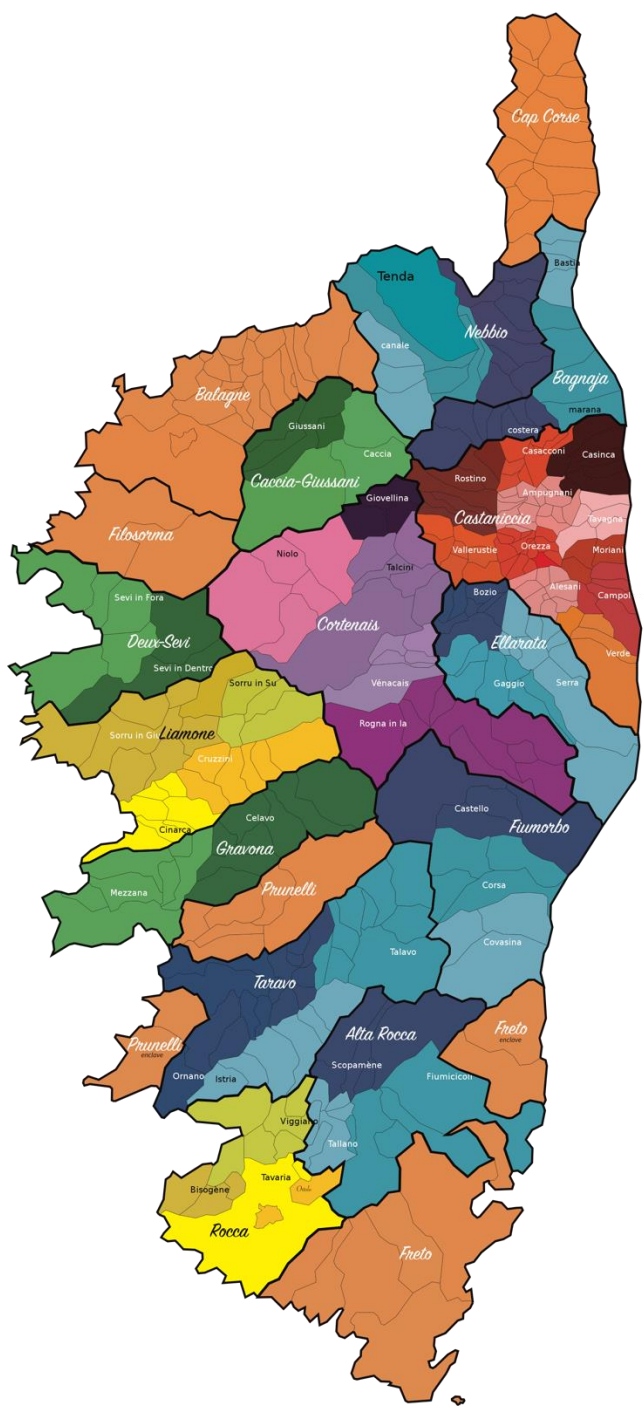 Cap Corse
Bastia
Tenda
Nebbio
canale
Bagnaja
Balagne
marana
Giussani
costera
Caccia
Casacconi
Casinca
Rostino
Caccia-Giussani
Ampugnani
Giovellina
Castaniccia
Tavagna
Filosorma
Vallerustie
Orezza
Moriani
Niolo
Talcini
Alesani
Campol
Sevi in Fora
Bozio
Cortenais
Deux-Sevi
Ellarata
Verde
Sevi in Dentro
Sorru in Su
Vénacais
Gaggio
Serra
Sorru in Giù
Liamone
Rogna in la
Cruzzini
Castello
Celavo
Cinarca
Fiumorbo
Gravona
Corsa
Mezzana
Prunelli
Covasina
Talavo
Taravo
Freto
enclave
Alta Rocca
Prunelli
enclave
Scopamène
Ornano
Istria
Fiumicicoli
Viggiano
Tallano
Tavaria
Bisogène
Rocca
Freto